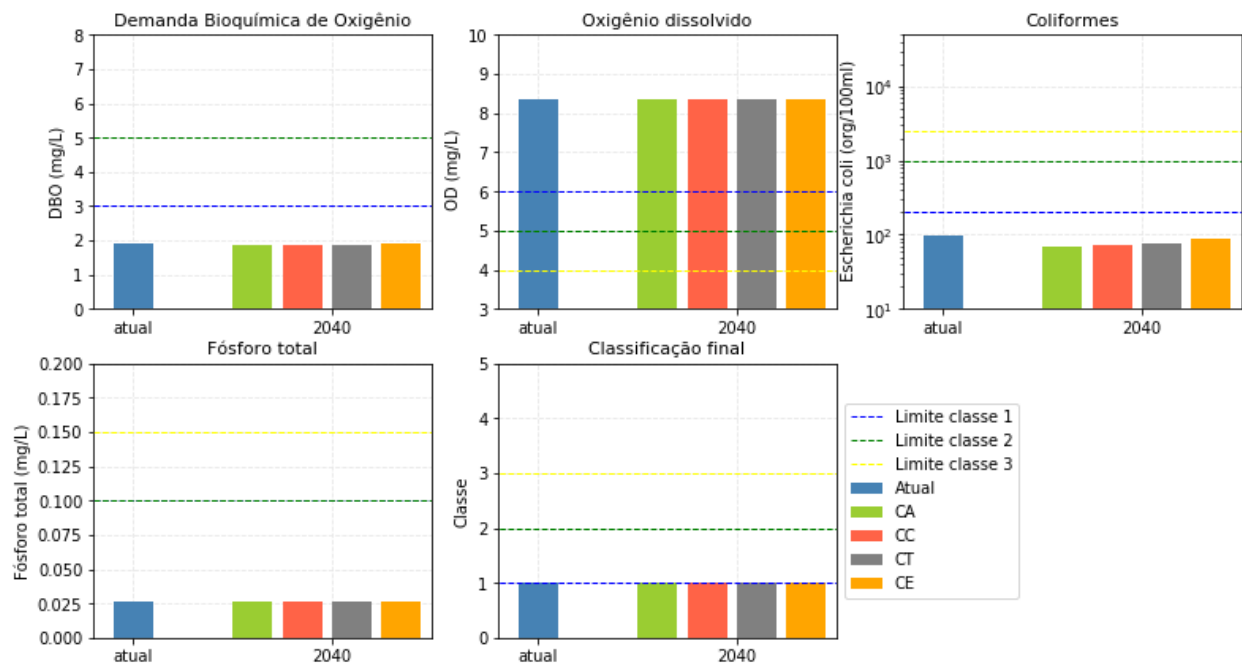 Demanda Bioquímica de Oxigênio
8
7
6
5
4
3
2
1
0
DBO (mg/L)
atual
2040
Oxigênio dissolvido
10
9
8
7
6
5
4
3
OD (mg/L)
atual
2040
Coliformes
10⁴
10³
10²
10¹
Escherichia coli (org/100ml)
atual
2040
Fósforo total
0.200
0.175
0.150
0.125
0.100
0.075
0.050
0.025
0.000
Fósforo total (mg/L)
atual
2040
Classificação final
5
4
3
2
1
0
Classe
atual
2040
Limite classe 1
Limite classe 2
Limite classe 3
Atual
CA
CC
CT
CE